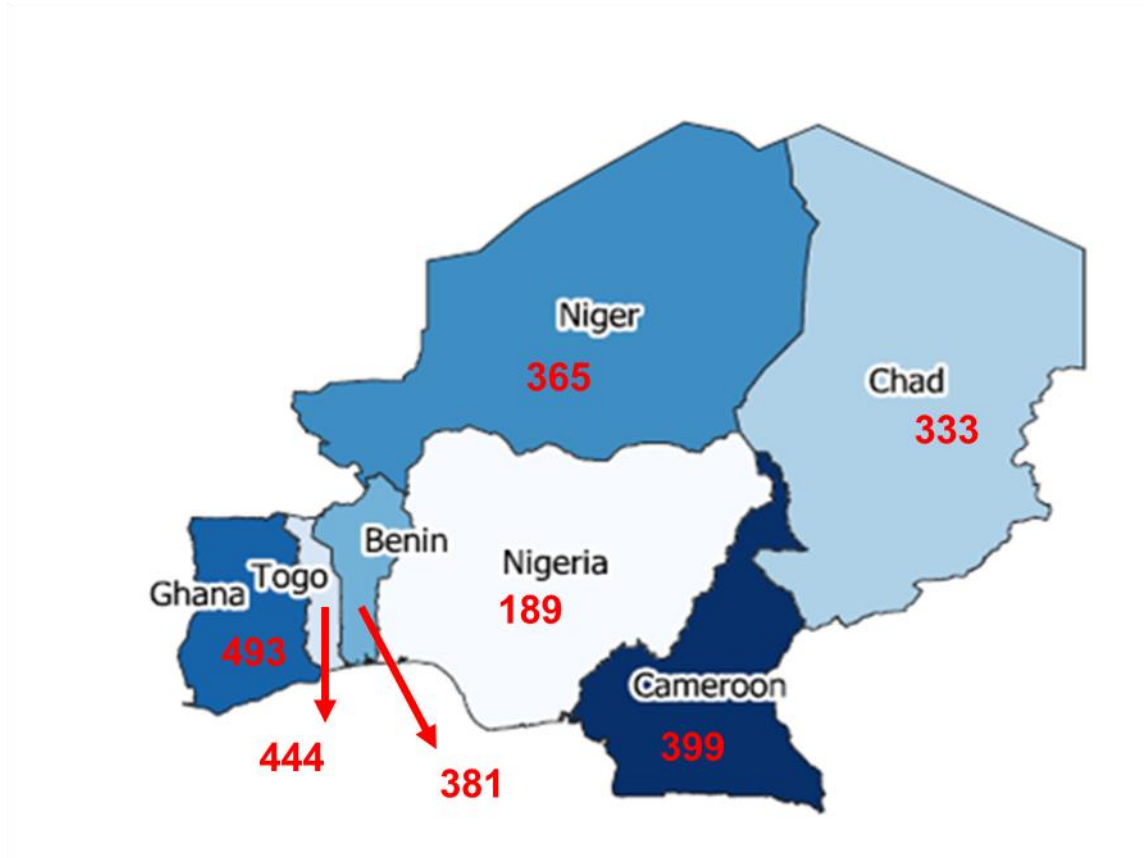 Niger
365
Chad
333
Benin
Nigeria
189
Togo
Ghana
493
Cameroon
399
444
381